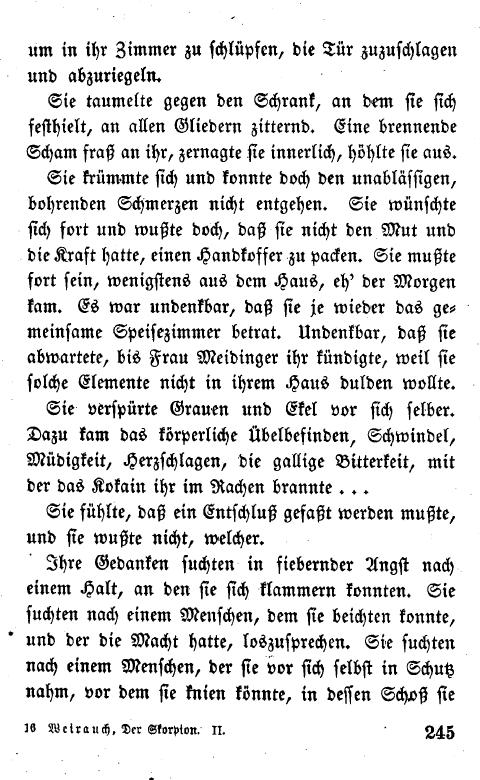 um in ihr Zimmer zu schlüpfen, die Tür zuzuschlagen
und abzuriegeln.
Sie taumelte gegen den Schrank, an dem sie sich
festhielt, an allen Gliedern zitternd. Eine brennende
Scham fraß an ihr, zernagte sie innerlich, höhlte sie aus.
Sie krümmte sich und konnte doch den unablässigen,
bohrenden Schmerzen nicht entgehen. Sie wünschte
sich fort und wußte doch, daß sie nicht den Mut und
die Kraft hatte, einen Handkoffer zu packen. Sie mußte
fort sein, wenigstens aus dem Haus, eh' der Morgen
kam. Es war undenkbar, daß sie je wieder das ge-
meinsame Speisezimmer betrat. Undenkbar, daß sie
abwartete, bis Frau Meidinger ihr kündigte, weil sie
solche Elemente nicht in ihrem Haus dulden wollte.
Sie verspürte Grauen und Ekel vor sich selber.
Dazu kam das körperliche Übelbefinden, Schwindel,
Müdigkeit, Herzschlagen, die gallige Bitterkeit, mit
der das Kokain ihr im Rachen brannte ...
Sie fühlte, daß ein Entschluß gefaßt werden mußte,
und sie wußte nicht, welcher.
Ihre Gedanken suchten in fiebernder Angst nach
einem Halt, an den sie sich klammern konnten. Sie
suchten nach einem Menschen, dem sie beichten konnte,
und der die Macht hatte, loszusprechen. Sie suchten
nach einem Menschen, der sie vor sich selbst in Schutz
nahm, vor dem sie knien könnte, in dessen Schoß sie
16 Weirauch, Der Skorpion. II. 245